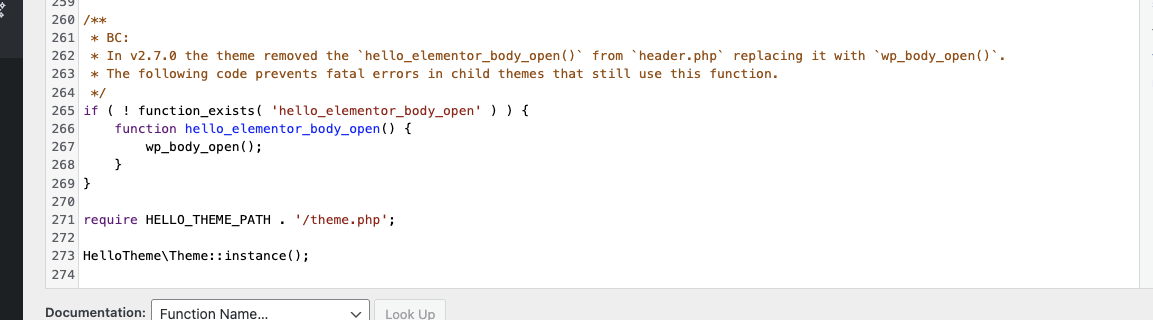 259
260 /**
261 * BC:
262 * In v2.7.0 the theme removed the `hello_elementor_body_open()` from `header.php` replacing it with `wp_body_open()`.
263 * The following code prevents fatal errors in child themes that still use this function.
264 */
265 if ( ! function_exists( 'hello_elementor_body_open' ) ) {
266 function hello_elementor_body_open() {
267 wp_body_open();
268 }
269 }
270
271 require HELLO_THEME_PATH . '/theme.php';
272
273 HelloTheme\Theme::instance();
274
Documentation: Function Name... Look Up